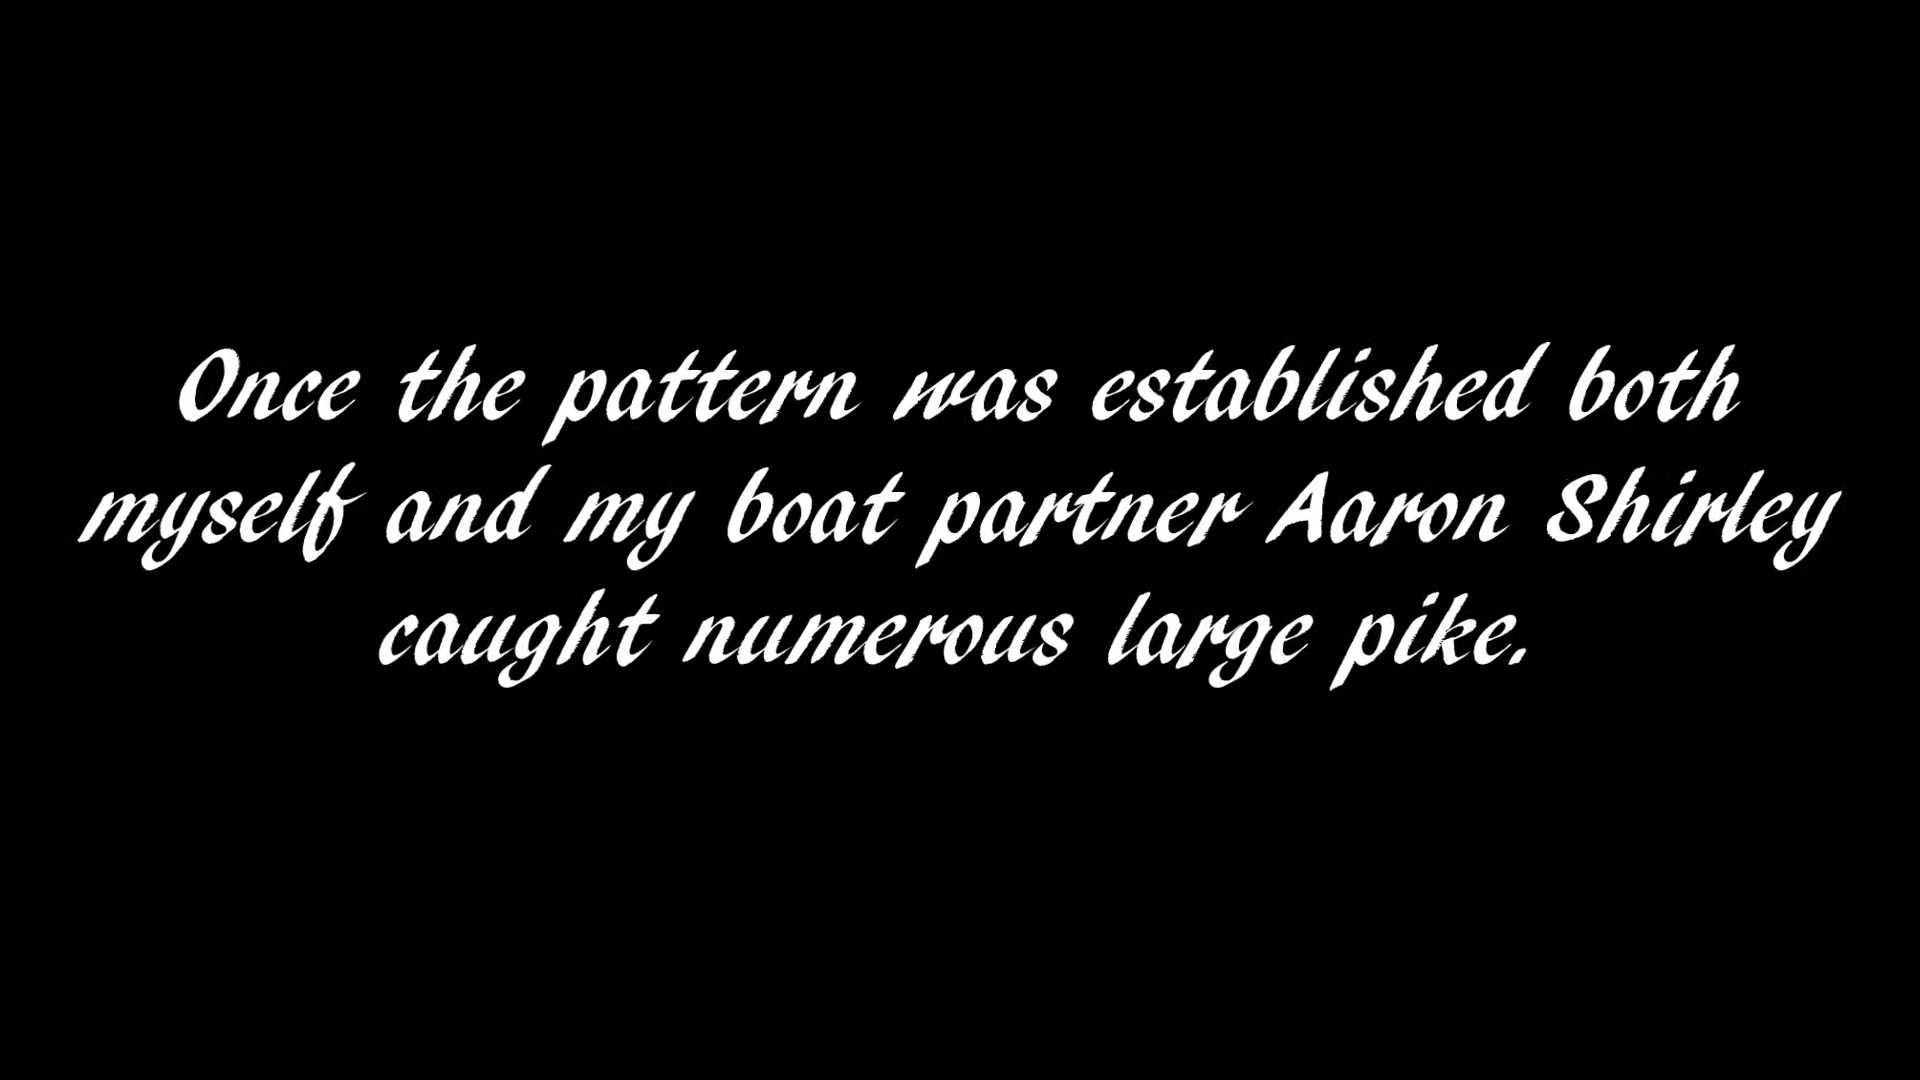 Once the pattern was established both
myself and my boat partner Aaron Shirley
caught numerous large pike.